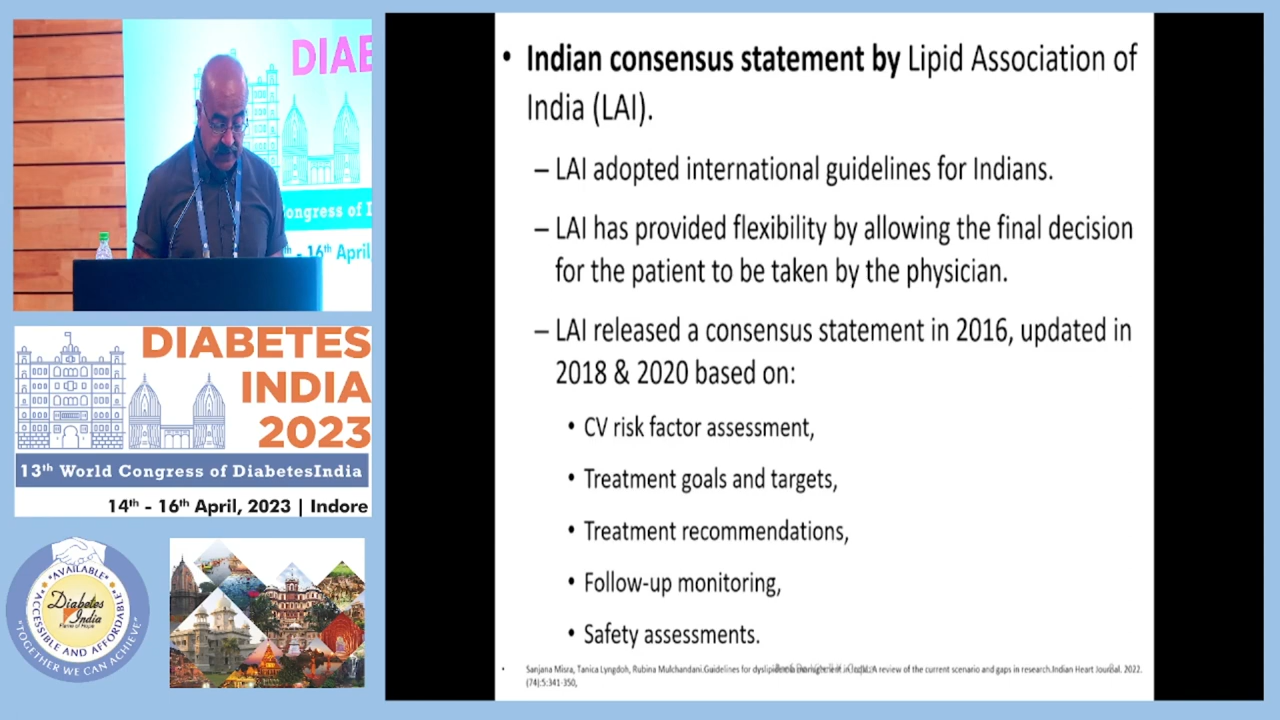 DIAB
ongress of I
th - 16th April
DIABETES
INDIA
2023
13th World Congress of DiabetesIndia
14th - 16th April, 2023 | Indore
*AVAILABLE*
*ACCESSIBLE AND AFFORDABLE*
Diabetes
India
"TOGETHER WE CAN ACHIEVE"
• Indian consensus statement by Lipid Association of
India (LAI).
– LAI adopted international guidelines for Indians.
– LAI has provided flexibility by allowing the final decision
for the patient to be taken by the physician.
– LAI released a consensus statement in 2016, updated in
2018 & 2020 based on:
• CV risk factor assessment,
• Treatment goals and targets,
• Treatment recommendations,
• Follow-up monitoring,
• Safety assessments.
• Sanjana Misra, Tanica Lyngdoh, Rubina Mulchandani.Guidelines for in India:A review of the current scenario and gaps in research.Indian Heart Journal. 2022.
(74):5:341-350,